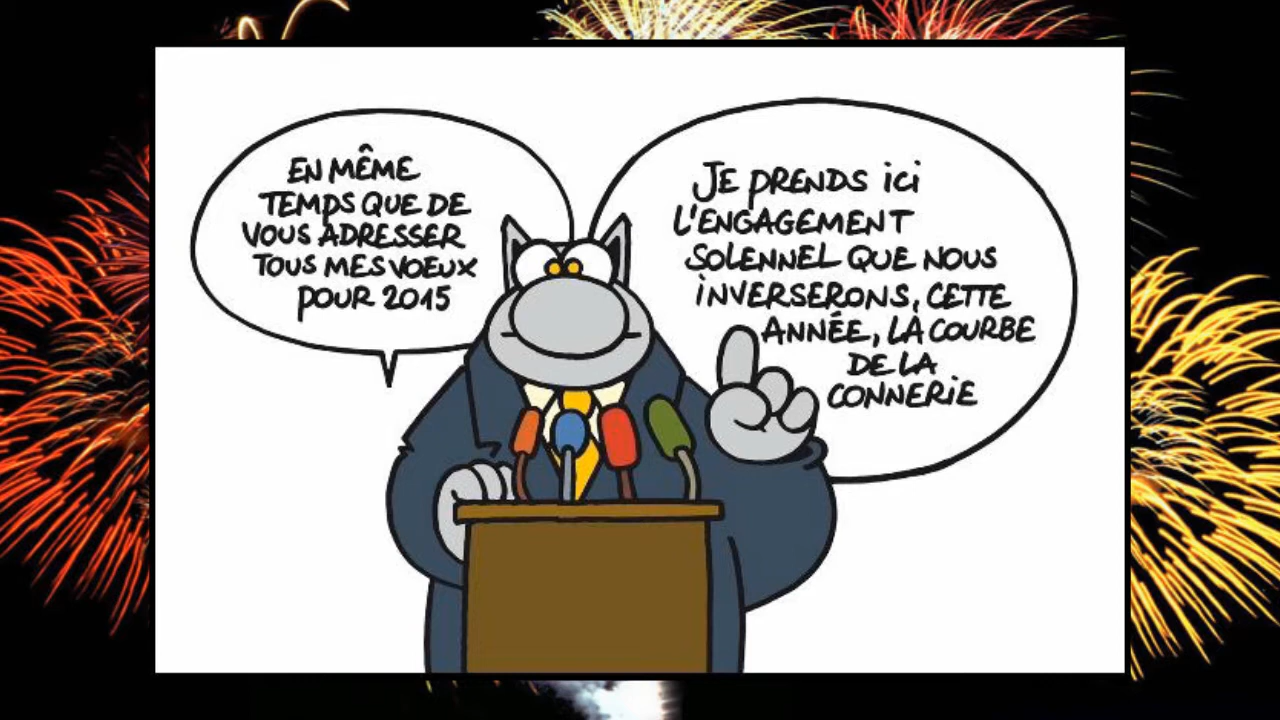 EN MÊME
TEMPS QUE DE
VOUS ADRESSER
TOUS MES VOEUX
POUR 2015
JE PRENDS ICI
L'ENGAGEMENT
SOLENNEL QUE NOUS
INVERSERONS, CETTE
ANNÉE, LA COURBE
DE LA
CONNERIE